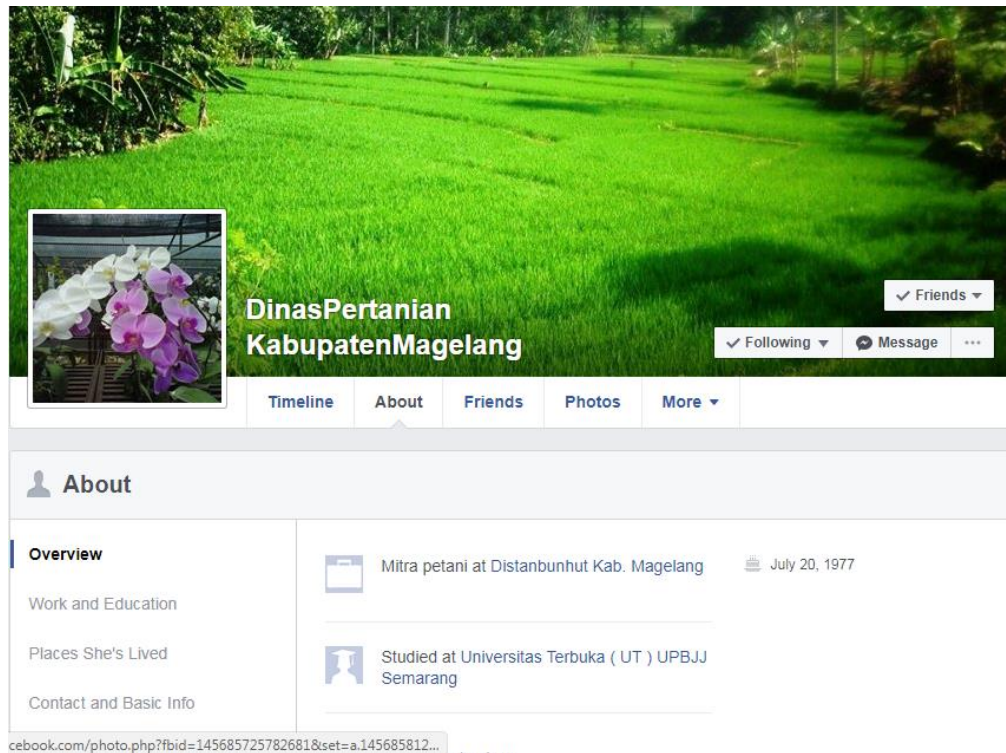 DinasPertanian
KabupatenMagelang
Friends
Following
Message
Timeline
About
Friends
Photos
More
About
Overview
Work and Education
Places She's Lived
Contact and Basic Info
Mitra petani at Distanbunhut Kab. Magelang
July 20, 1977
Studied at Universitas Terbuka ( UT ) UPBJJ
Semarang
cebook.com/photo.php?fbid=145685725782681&set=a.145685812...